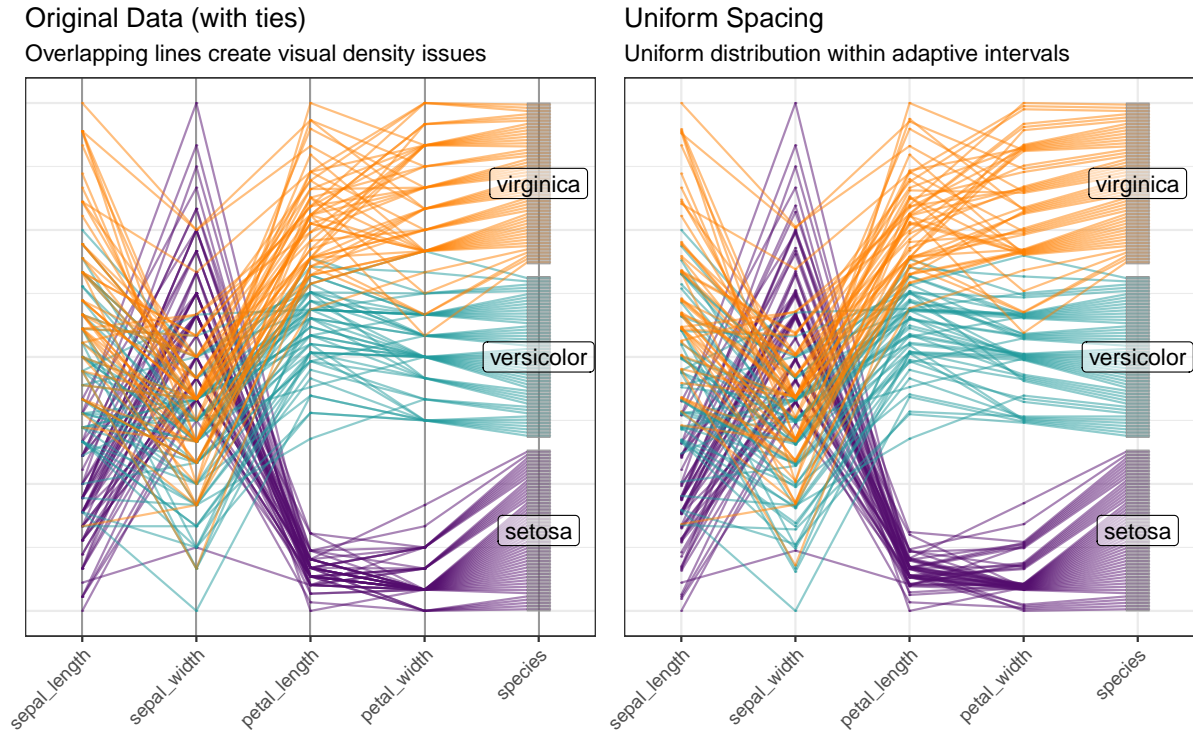 Original Data (with ties)
Overlapping lines create visual density issues
virginica
versicolor
setosa
sepal_length
sepal_width
petal_length
petal_width
species
Uniform Spacing
Uniform distribution within adaptive intervals
virginica
versicolor
setosa
sepal_length
sepal_width
petal_length
petal_width
species